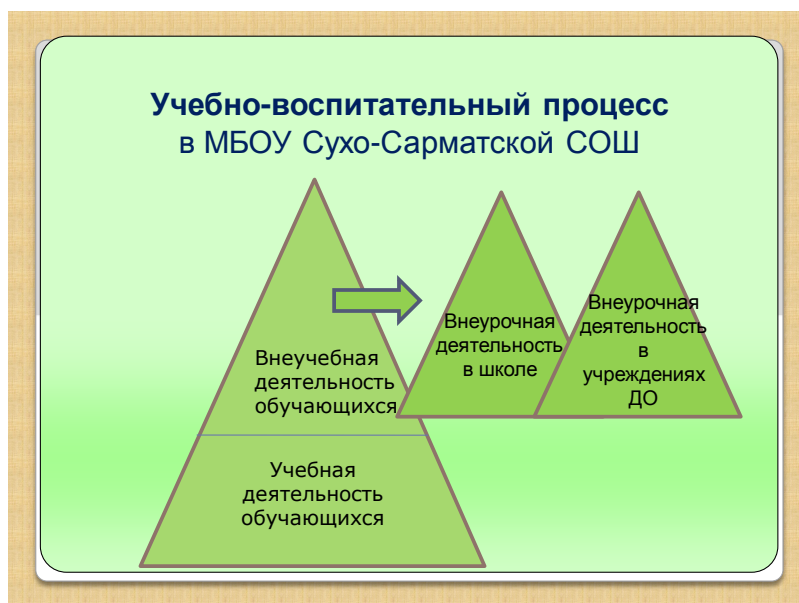 Учебно-воспитательный процесс
в МБОУ Сухо-Сарматской СОШ
Внеучебная
деятельность
обучающихся
Учебная
деятельность
обучающихся
Внеурочная
деятельность
в школе
Внеурочная
деятельность
в
учреждениях
ДО